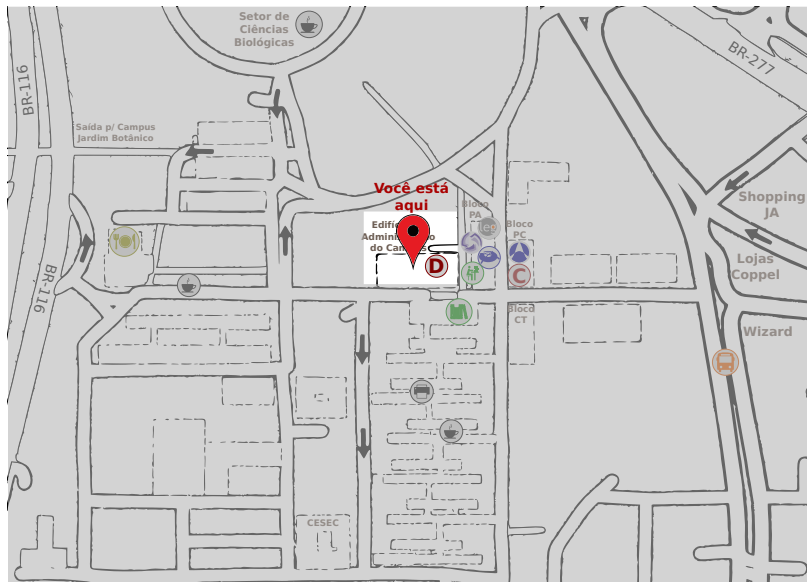 Setor de
Ciências
Biológicas
BR-116
BR-277
Saída p/ Campus
Jardim Botânico
Você está
aqui
Shopping
JA
Bloco
PA
Bloco
PC
do
Lojas
Coppel
D
C
BR-116
Bloco
CT
Wizard
CESEC